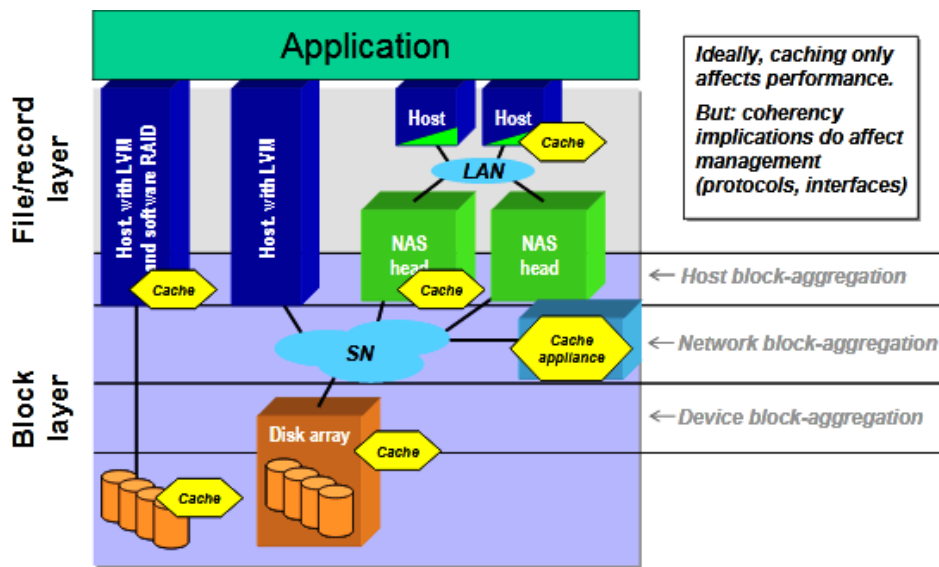 Application
Ideally, caching only
affects performance.
But: coherency
implications do affect
management
(protocols, interfaces)
File/record
layer
Host. with LVM
and software RAID
Host. with LVM
Host
Host
Cache
LAN
NAS
head
NAS
head
Cache
Cache
Host block-aggregation
SN
Cache
appliance
Network block-aggregation
Block
layer
Disk array
Cache
Device block-aggregation
Cache